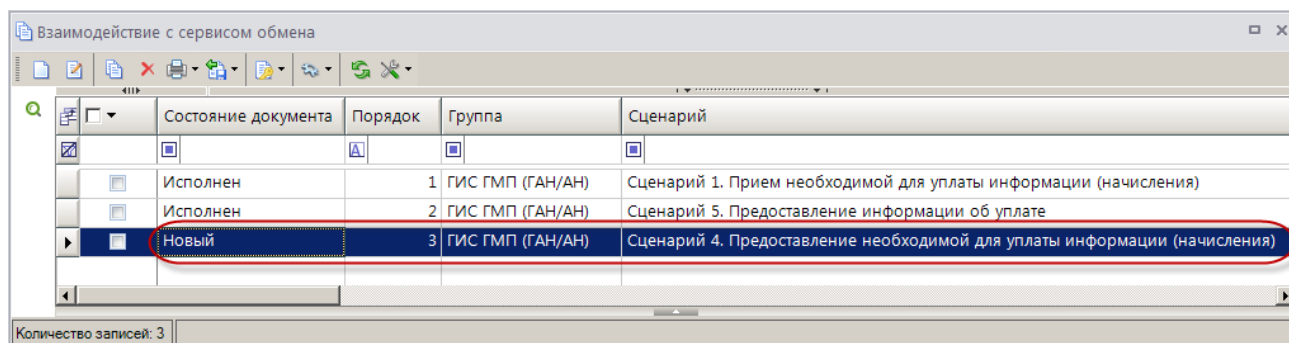 Взаимодействие с сервисом обмена
Состояние документа Порядок Группа Сценарий
A
Исполнен 1 ГИС ГМП (ГАН/АН) Сценарий 1. Прием необходимой для уплаты информации (начисления)
Исполнен 2 ГИС ГМП (ГАН/АН) Сценарий 5. Предоставление информации об уплате
Новый 3 ГИС ГМП (ГАН/АН) Сценарий 4. Предоставление необходимой для уплаты информации (начисления)
Количество записей: 3